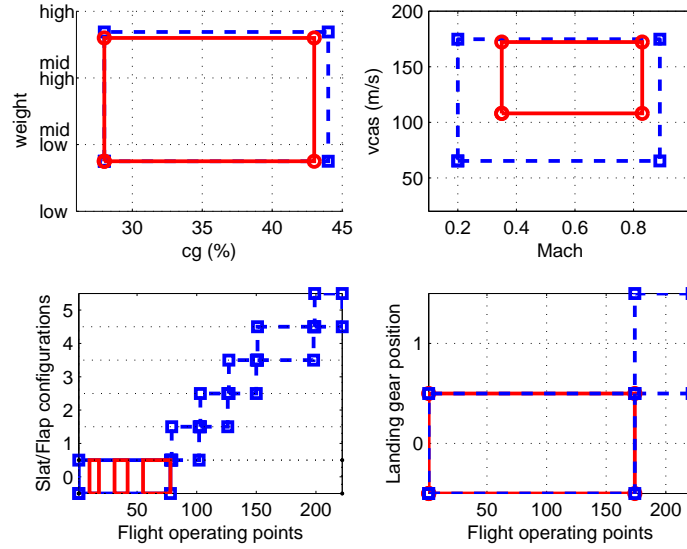 high
mid
high
mid
low
low
weight
30
35
40
45
cg (%)
200
150
100
50
vcas (m/s)
0.2
0.4
0.6
0.8
Mach
5
4
3
2
1
0
Slat/Flap configurations
0
50
100
150
200
Flight operating points
1
0
Landing gear position
50
100
150
200
Flight operating points